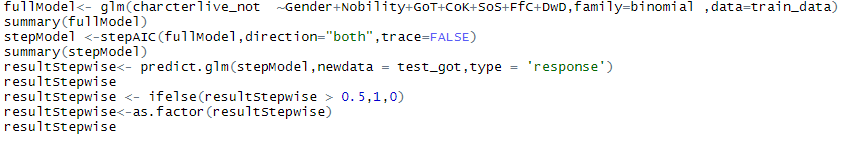 fullModel<- glm(charcterlive_not  ~Gender+Nobility+GoT+CoK+SoS+FfC+DwD,family=binomial ,data=train_data)
summary(fullModel)
stepModel <-stepAIC(fullModel,direction="both",trace=FALSE)
summary(stepModel)
resultStepwise<- predict.glm(stepModel,newdata = test_got,type = 'response')
resultStepwise
resultStepwise <- ifelse(resultStepwise > 0.5,1,0)
resultStepwise<-as.factor(resultStepwise)
resultStepwise